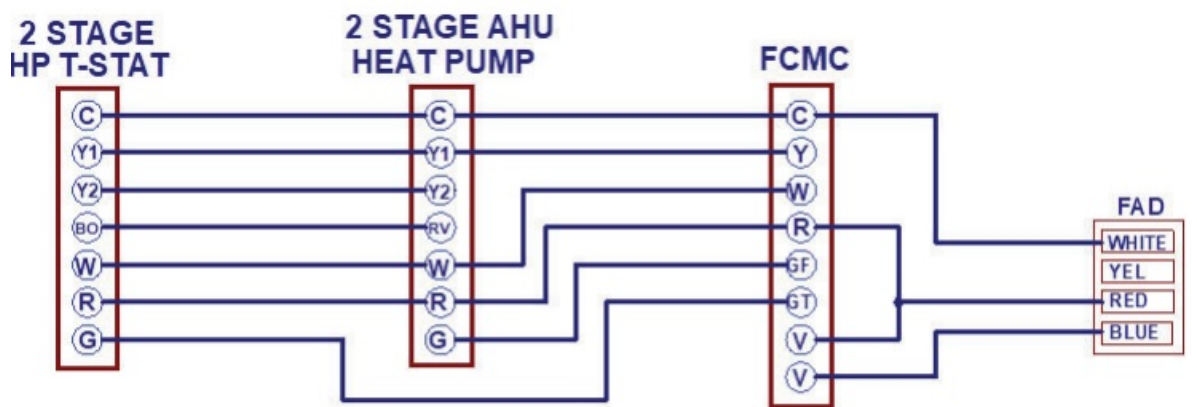 2 STAGE
HP T-STAT
2 STAGE AHU
HEAT PUMP
FCMC
C
Y1
Y2
BO
W
R
G
C
Y1
Y2
RV
W
R
G
C
Y
W
R
GF
GT
V
V
FAD
WHITE
YEL
RED
BLUE